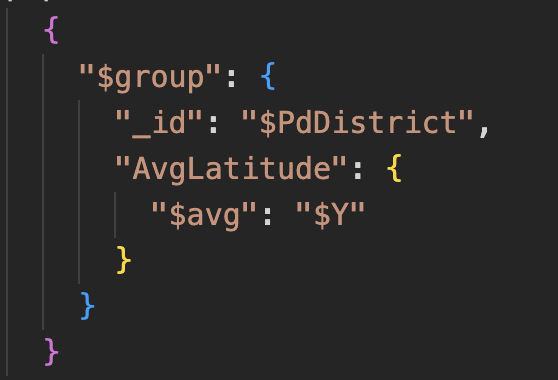 {
"$group": {
"_id": "$PdDistrict",
"AvgLatitude": {
"$avg": "$Y"
}
}
}